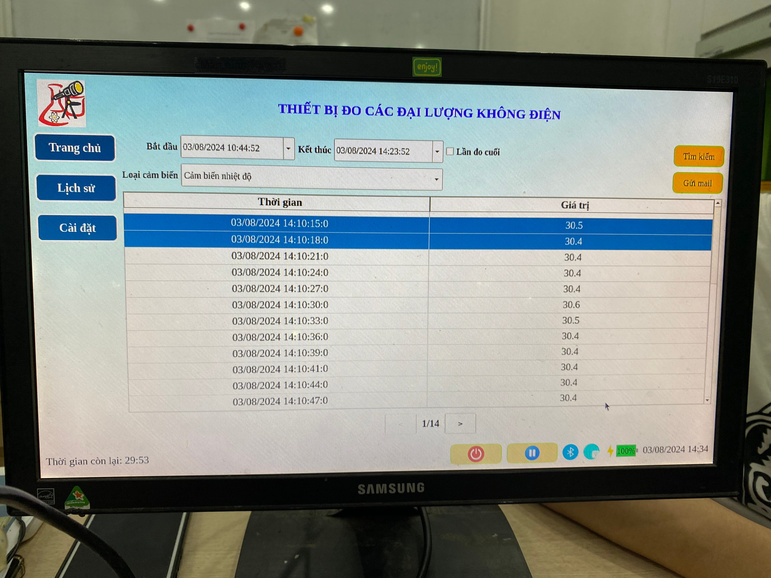 enjoy!
THIẾT BỊ ĐO CÁC ĐẠI LƯỢNG KHÔNG ĐIỆN
Trang chủ
Lịch sử
Cài đặt
Bắt đầu 03/08/2024 10:44:52 Kết thúc 03/08/2024 14:23:52 Lần đo cuối
Tìm kiếm
Loại cảm biến Cảm biến nhiệt độ
Gửi mail
Thời gian Giá trị
03/08/2024 14:10:15:0 30.5
03/08/2024 14:10:18:0 30.4
03/08/2024 14:10:21:0 30.4
03/08/2024 14:10:24:0 30.4
03/08/2024 14:10:27:0 30.4
03/08/2024 14:10:30:0 30.6
03/08/2024 14:10:33:0 30.5
03/08/2024 14:10:36:0 30.4
03/08/2024 14:10:39:0 30.4
03/08/2024 14:10:41:0 30.4
03/08/2024 14:10:44:0 30.4
03/08/2024 14:10:47:0 30.4
1/14 >
Thời gian còn lại: 29:53
100% 03/08/2024 14:34
SAMSUNG